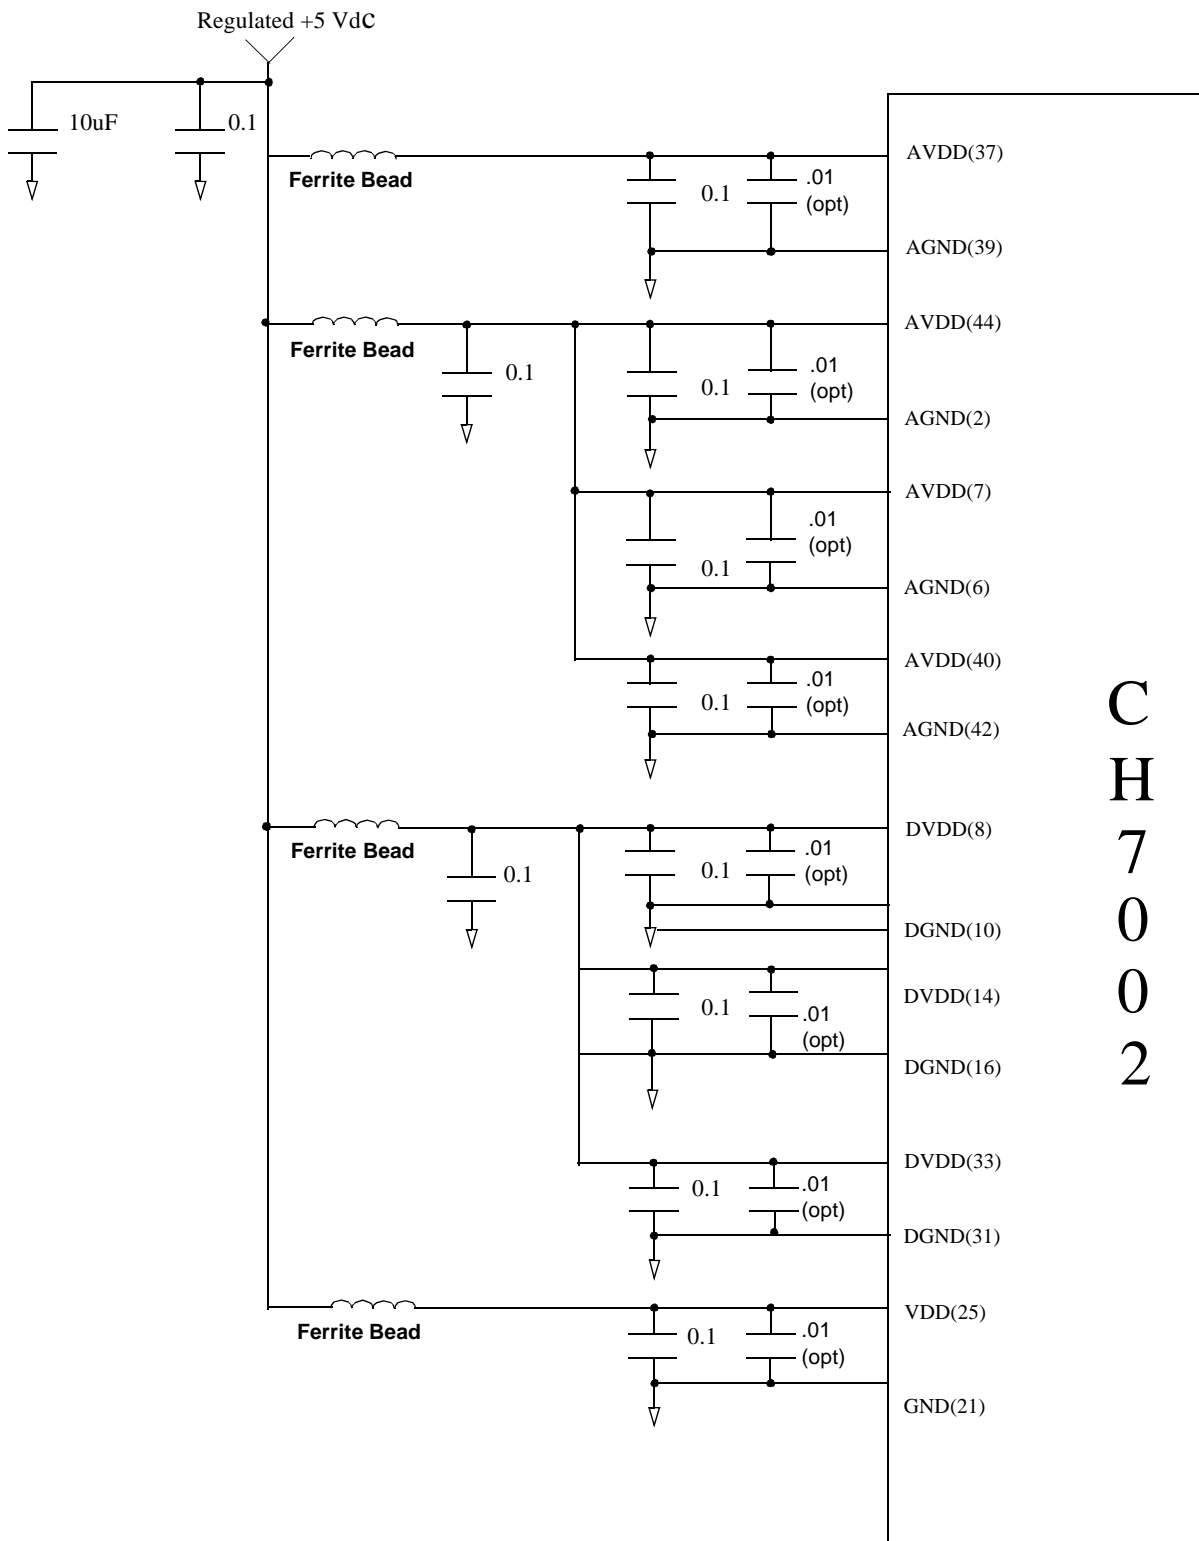 Regulated +5 Vdc
10uF
0.1
Ferrite Bead
0.1
.01
(opt)
AVDD(37)
AGND(39)
Ferrite Bead
0.1
0.1
.01
(opt)
AVDD(44)
AGND(2)
0.1
.01
(opt)
AVDD(7)
AGND(6)
0.1
.01
(opt)
AVDD(40)
AGND(42)
Ferrite Bead
0.1
0.1
.01
(opt)
DVDD(8)
DGND(10)
0.1
.01
(opt)
DVDD(14)
DGND(16)
0.1
.01
(opt)
DVDD(33)
DGND(31)
Ferrite Bead
0.1
.01
(opt)
VDD(25)
GND(21)
C
H
7
0
0
2